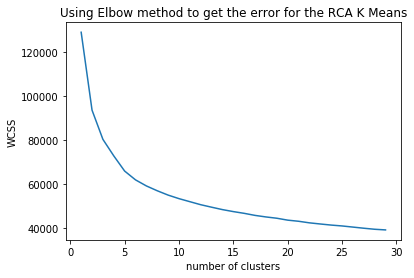 Using Elbow method to get the error for the RCA K Means
120000
100000
80000
60000
40000
WCSS
0 5 10 15 20 25 30
number of clusters